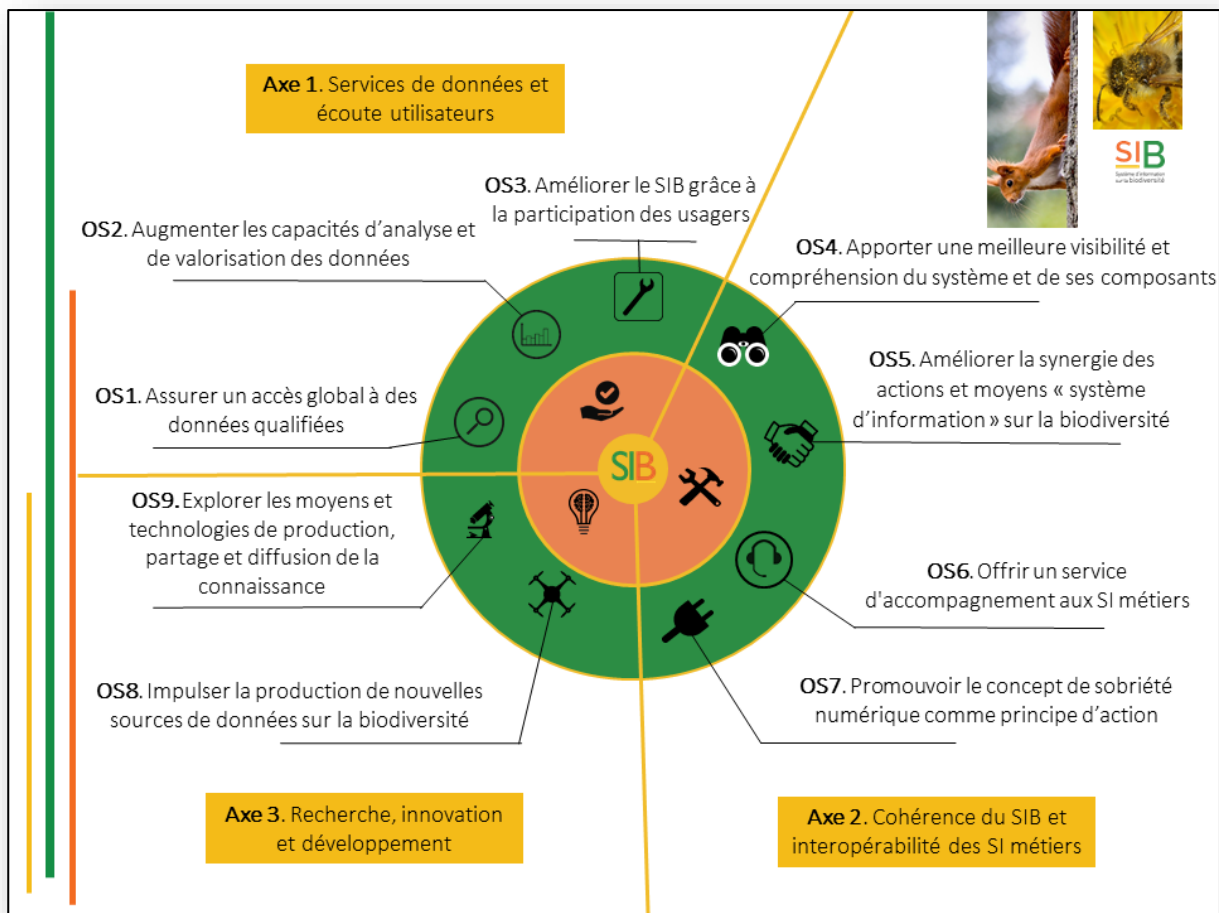 Axe 1. Services de données et
écoute utilisateurs
SIB
Système d'information
sur la biodiversité
OS3. Améliorer le SIB grâce à
la participation des usagers
OS2. Augmenter les capacités d'analyse et
de valorisation des données
OS4. Apporter une meilleure visibilité et
compréhension du système et de ses composants
OS1. Assurer un accès global à des
données qualifiées
OS5. Améliorer la synergie des
actions et moyens « système
d'information » sur la biodiversité
SIB
OS9. Explorer les moyens et
technologies de production,
partage et diffusion de la
connaissance
OS6. Offrir un service
d'accompagnement aux SI métiers
OS8. Impulser la production de nouvelles
sources de données sur la biodiversité
OS7. Promouvoir le concept de sobriété
numérique comme principe d'action
Axe 3. Recherche, innovation
et développement
Axe 2. Cohérence du SIB et
interopérabilité des SI métiers